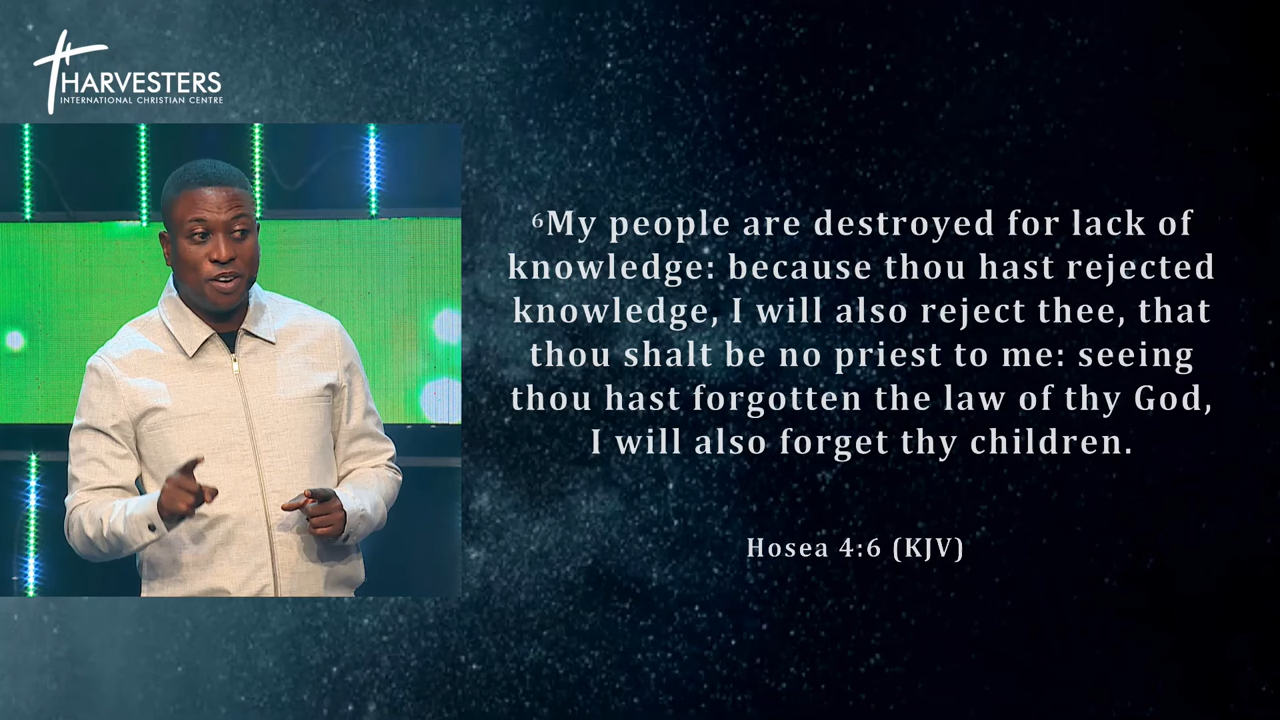 HARVESTERS
INTERNATIONAL CHRISTIAN CENTRE
6My people are destroyed for lack of
knowledge: because thou hast rejected
knowledge, I will also reject thee, that
thou shalt be no priest to me: seeing
thou hast forgotten the law of thy God,
I will also forget thy children.
Hosea 4:6 (KJV)